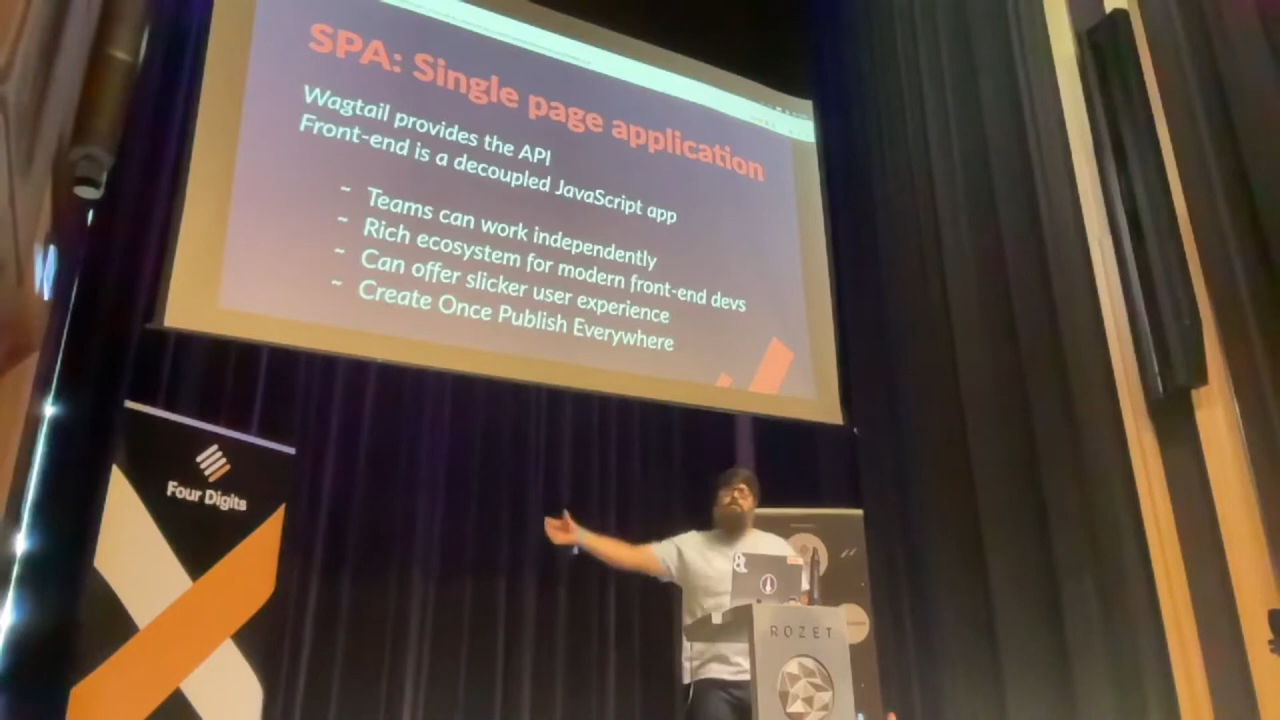 SPA: Single page application
Wagtail provides the API
Front-end is a decoupled JavaScript app
- Teams can work independently
- Rich ecosystem for modern front-end devs
- Can offer slicker user experience
- Create Once Publish Everywhere
Four Digits
&
ROZET